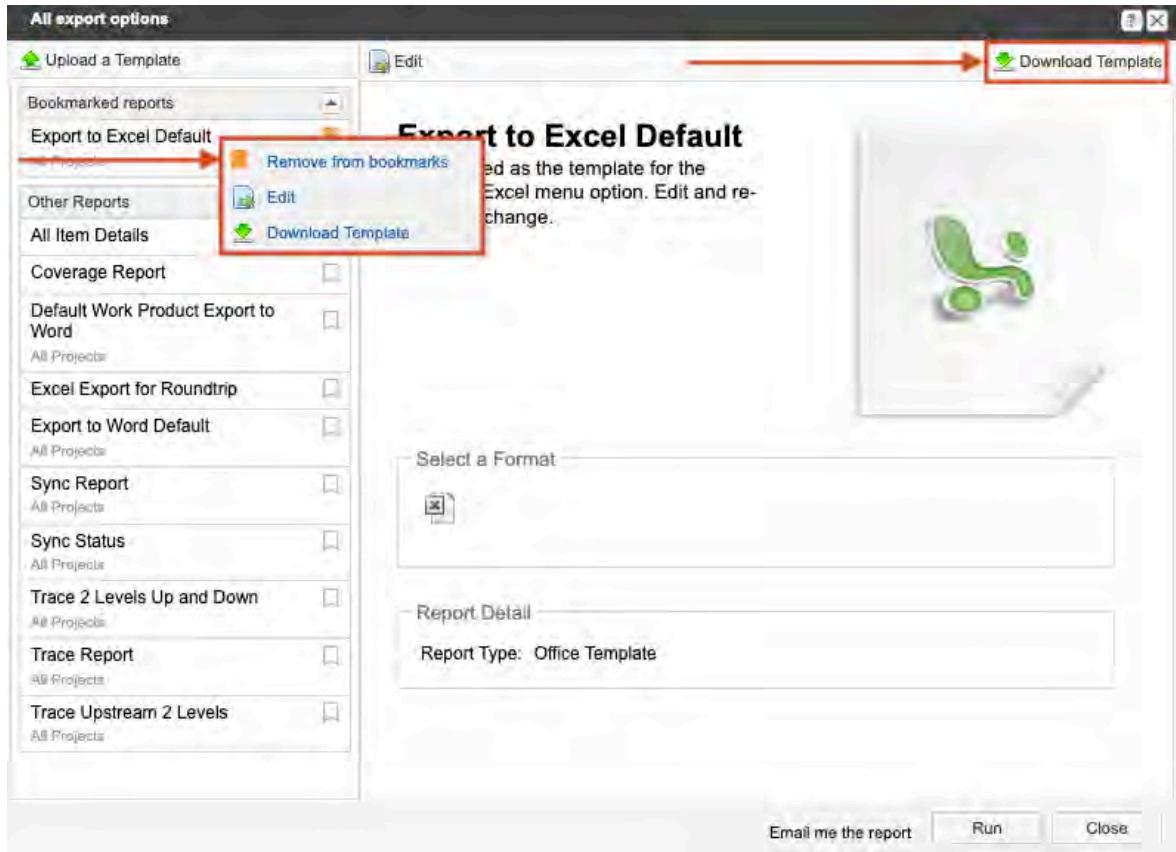 All export options
Upload a Template
Edit
Download Template
Bookmarked reports
Export to Excel Default
Projects
Remove from bookmarks
Edit
Download Template
Other Reports
All Item Details
Coverage Report
Default Work Product Export to
Word
All Projects
Excel Export for Roundtrip
Export to Word Default
All Projects
Sync Report
All Projects
Sync Status
All Projects
Trace 2 Levels Up and Down
All Projects
Trace Report
All Projects
Trace Upstream 2 Levels
All Projects
Export to Excel Default
ed as the template for the
Excel menu option. Edit and re-
change.
Select a Format
Report Detail
Report Type: Office Template
Email me the report
Run
Close